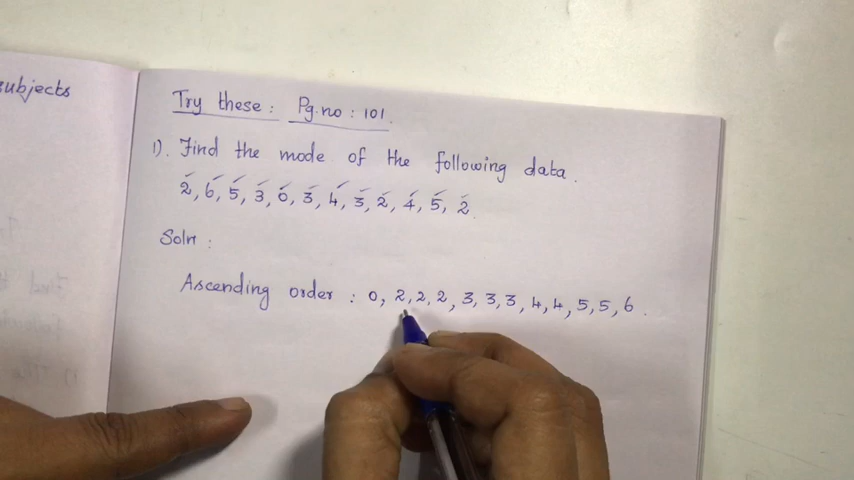 subjects
Try these : Pg.no : 101.
1). Find the mode of the following data.
2, 6, 5, 3, 0, 3, 4, 3, 2, 4, 5, 2.
Soln :
Ascending order : 0, 2, 2, 2, 3, 3, 3, 4, 4, 5, 5, 6.